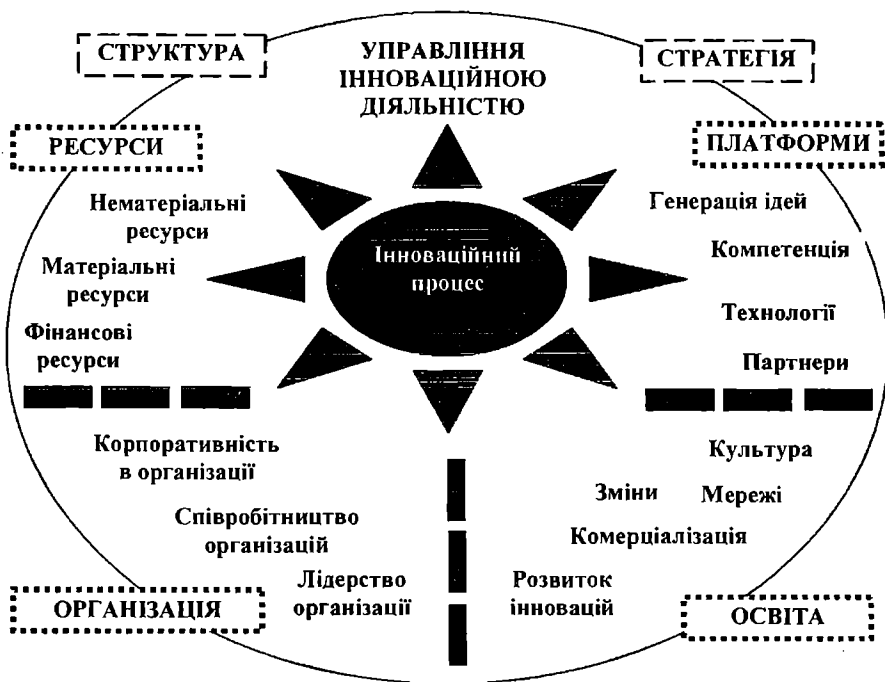 СТРУКТУРА
УПРАВЛІННЯ
ІННОВАЦІЙНОЮ
ДІЯЛЬНІСТЮ
СТРАТЕГІЯ
РЕСУРСИ
ПЛАТФОРМИ
Нематеріальні
ресурси
Матеріальні
ресурси
Фінансові
ресурси
Інноваційний
процес
Генерація ідей
Компетенція
Технології
Партнери
Корпоративність
в організації
Співробітництво
організацій
Лідерство
організації
ОРГАНІЗАЦІЯ
Культура
Зміни
Мережі
Комерціалізація
Розвиток
інновацій
ОСВІТА